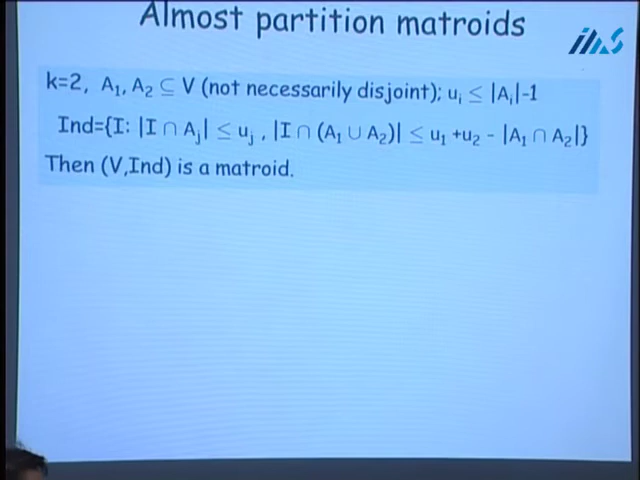 Almost partition matroids
IMS
k=2, A₁, A₂ ⊆ V (not necessarily disjoint); uᵢ ≤ |Aᵢ|-1
Ind={I: |I ∩ Aⱼ| ≤ uⱼ , |I ∩ (A₁ ∪ A₂)| ≤ u₁ +u₂ - |A₁ ∩ A₂|}
Then (V,Ind) is a matroid.